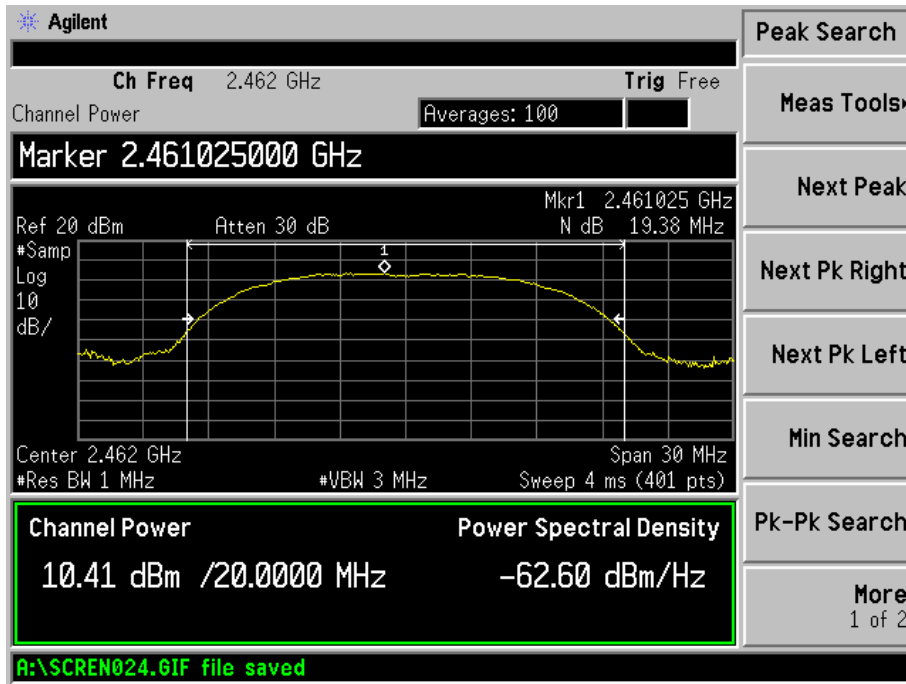 Agilent
Peak Search
Ch Freq 2.462 GHz Trig Free
Channel Power Averages: 100
Meas Tools
Marker 2.461025000 GHz
Next Peak
Mkr1 2.461025 GHz
Ref 20 dBm Atten 30 dB N dB 19.38 MHz
#Samp
Log
10
dB/
1
Next Pk Right
Next Pk Left
Min Search
Center 2.462 GHz Span 30 MHz
#Res BW 1 MHz #VBW 3 MHz Sweep 4 ms (401 pts)
Pk-Pk Search
Channel Power Power Spectral Density
10.41 dBm /20.0000 MHz -62.60 dBm/Hz
More
1 of 2
A:\SCREN024.GIF file saved